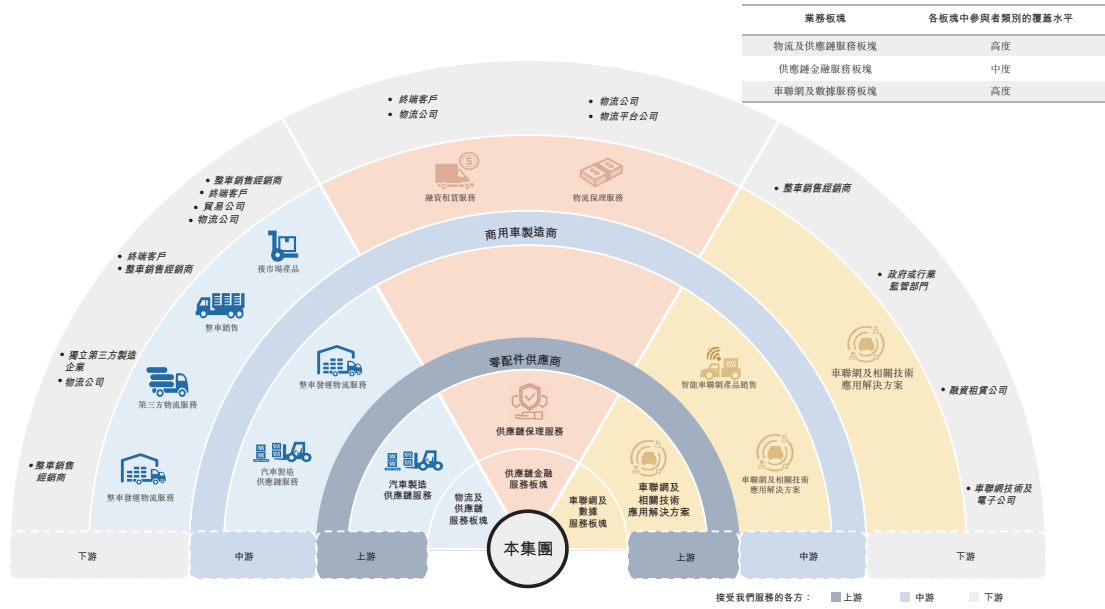 業務板塊 各板塊中參與者類別的覆蓋水平
物流及供應鏈服務板塊 高度
供應鏈金融服務板塊 中度
車聯網及數據服務板塊 高度
• 終端客戶
• 物流公司
• 物流公司
• 物流平台公司
• 整車銷售經銷商
• 終端客戶
• 貿易公司
• 物流公司
• 終端客戶
• 整車銷售經銷商
• 獨立第三方製造
企業
• 物流公司
• 整車銷售
經銷商
• 整車銷售經銷商
• 政府或行業
監管部門
• 融資租賃公司
• 車聯網技術及
電子公司
融資租賃服務
物流保理服務
後市場產品
整車銷售
第三方物流服務
整車發運物流服務
車聯網及相關技術
應用解決方案
商用車製造商
整車發運物流服務
汽車製造
供應鏈服務
智能車聯網產品銷售
車聯網及相關技術
應用解決方案
零配件供應商
供應鏈保理服務
汽車製造
供應鏈服務
車聯網及
相關技術
應用解決方案
物流及
供應鏈
服務板塊
供應鏈金融
服務板塊
車聯網及
數據
服務板塊
本集團
下游 中游 上游 上游 中游 下游
接受我們服務的各方： 上游 中游 下游